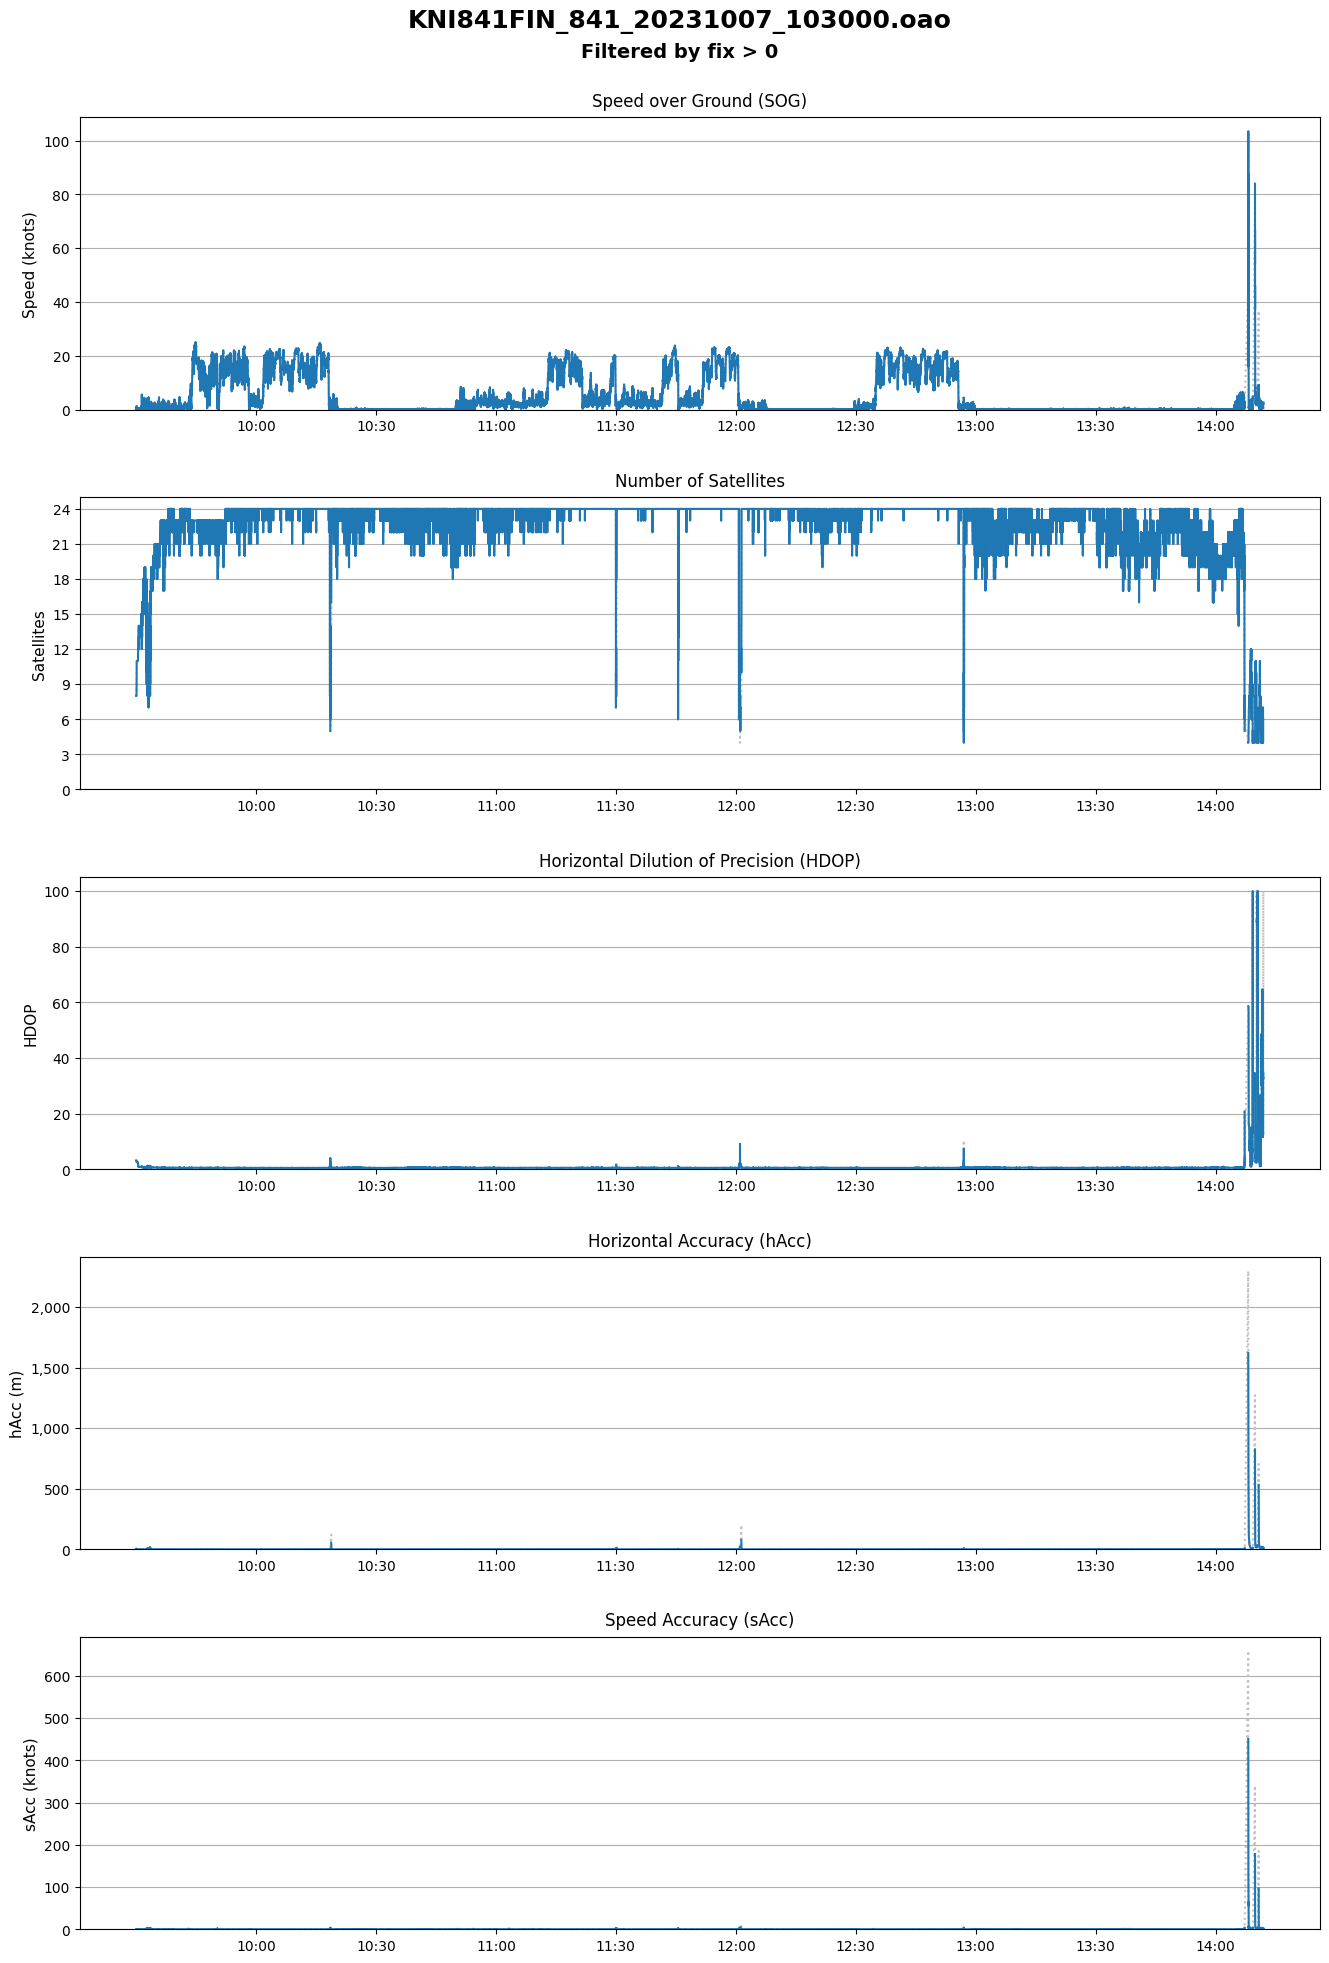 KNI841FIN_841_20231007_103000.oao
Filtered by fix > 0
Speed over Ground (SOG)
Speed (knots)
100
80
60
40
20
0
10:00 10:30 11:00 11:30 12:00 12:30 13:00 13:30 14:00
Number of Satellites
Satellites
24
21
18
15
12
9
6
3
0
10:00 10:30 11:00 11:30 12:00 12:30 13:00 13:30 14:00
Horizontal Dilution of Precision (HDOP)
HDOP
100
80
60
40
20
0
10:00 10:30 11:00 11:30 12:00 12:30 13:00 13:30 14:00
Horizontal Accuracy (hAcc)
hAcc (m)
2,000
1,500
1,000
500
0
10:00 10:30 11:00 11:30 12:00 12:30 13:00 13:30 14:00
Speed Accuracy (sAcc)
sAcc (knots)
600
500
400
300
200
100
0
10:00 10:30 11:00 11:30 12:00 12:30 13:00 13:30 14:00